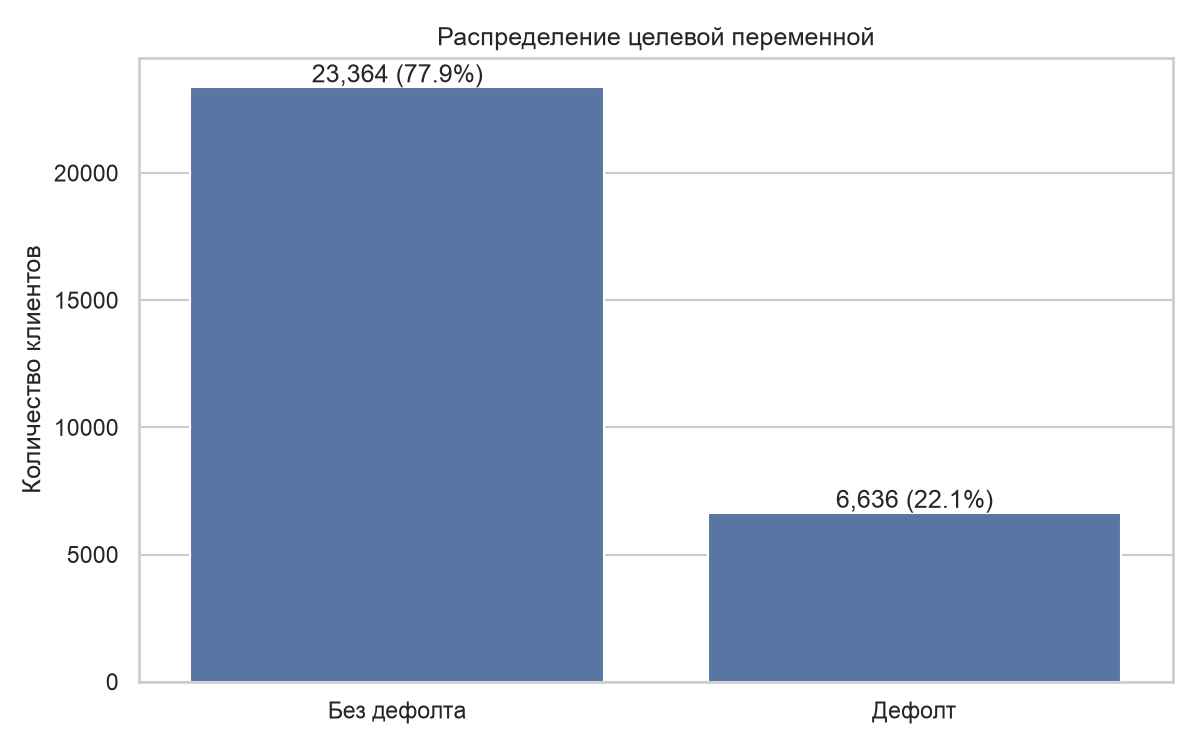 Распределение целевой переменной
23,364 (77.9%)
20000
15000
10000
5000
0
Количество клиентов
6,636 (22.1%)
Без дефолта
Дефолт